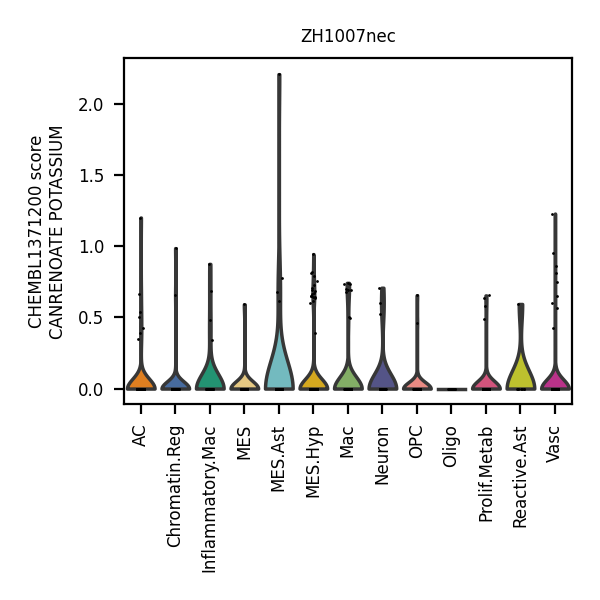 ZH1007nec
CHEMBL1371200 score
CANRENOATE POTASSIUM
2.0
1.5
1.0
0.5
0.0
AC
Chromatin.Reg
Inflammatory.Mac
MES
MES.Ast
MES.Hyp
Mac
Neuron
OPC
Oligo
Prolif.Metab
Reactive.Ast
Vasc